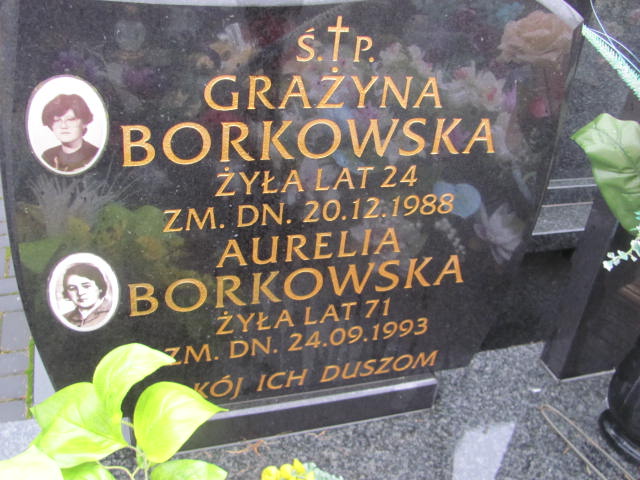 Ś.†P.
GRAŻYNA
BORKOWSKA
ŻYŁA LAT 24
ZM. DN. 20.12.1988
AURELIA
BORKOWSKA
ŻYŁA LAT 71
ZM. DN. 24.09.1993
KÓJ ICH DUSZOM